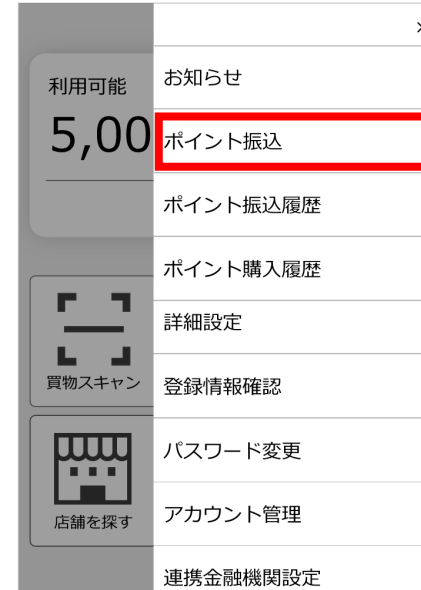 利用可能
5,00
買物スキャン
店舗を探す
お知らせ
ポイント振込
ポイント振込履歴
ポイント購入履歴
詳細設定
登録情報確認
パスワード変更
アカウント管理
連携金融機関設定